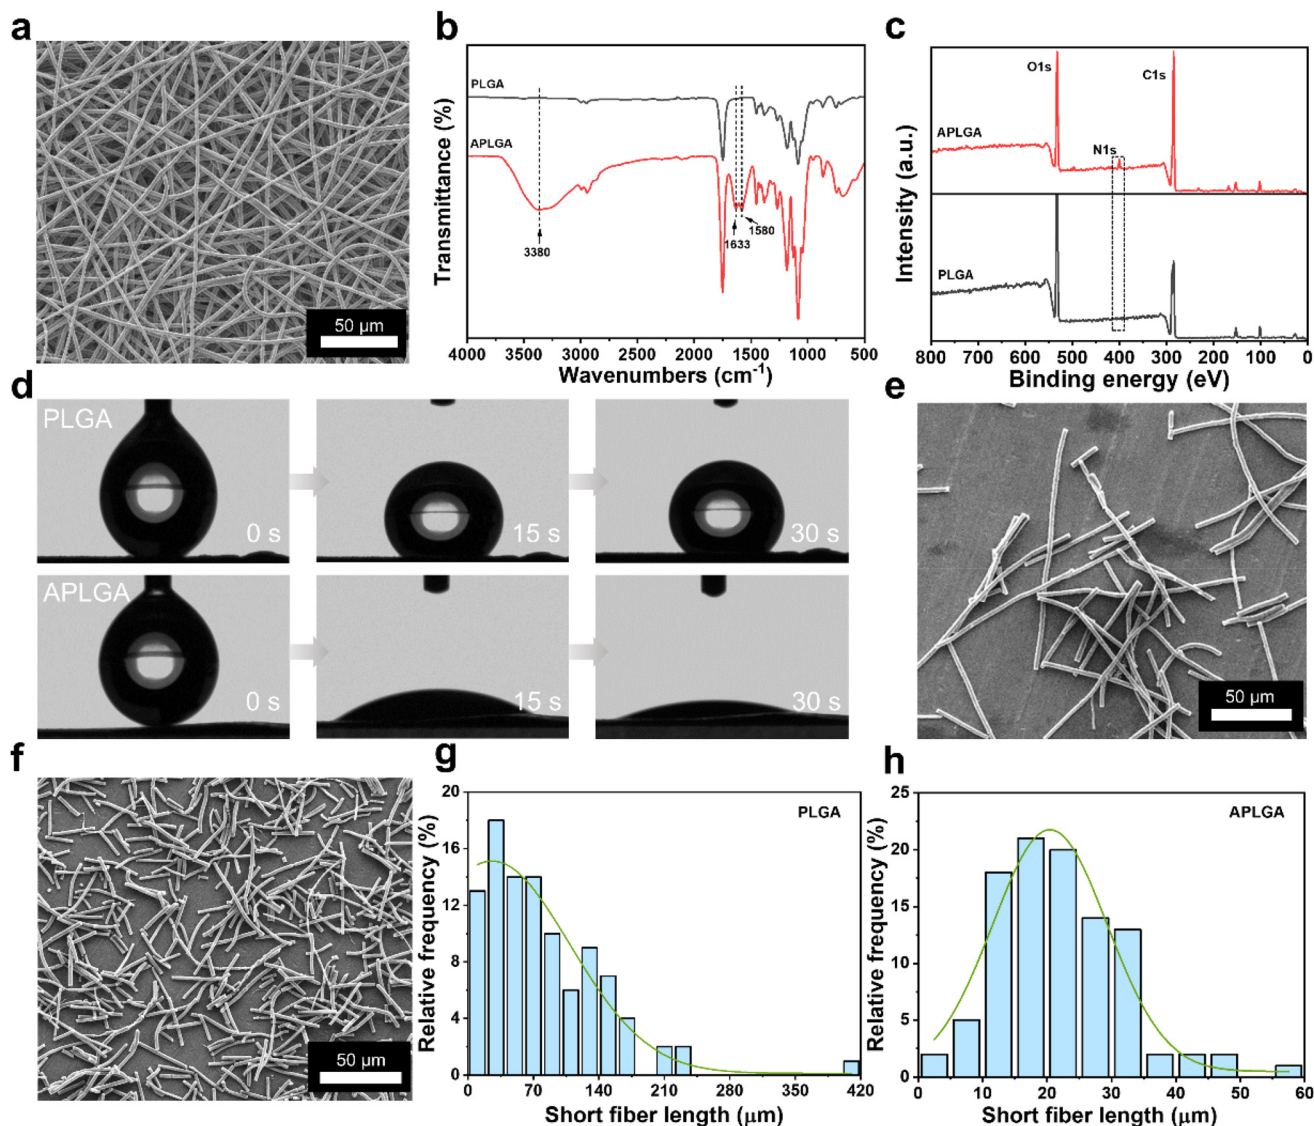 a
50 μm
b
Transmittance (%)
PLGA
APLGA
3380
1633
1580
4000 3500 3000 2500 2000 1500 1000 500
Wavenumbers (cm-1)
c
Intensity (a.u.)
O1s
C1s
APLGA
N1s
PLGA
800 700 600 500 400 300 200 100 0
Binding energy (eV)
d
PLGA
0 s
15 s
30 s
APLGA
0 s
15 s
30 s
e
50 μm
f
50 μm
g
Relative frequency (%)
20
16
12
8
4
0
PLGA
0 70 140 210 280 350 420
Short fiber length (μm)
h
Relative frequency (%)
25
20
15
10
5
0
APLGA
0 10 20 30 40 50 60
Short fiber length (μm)